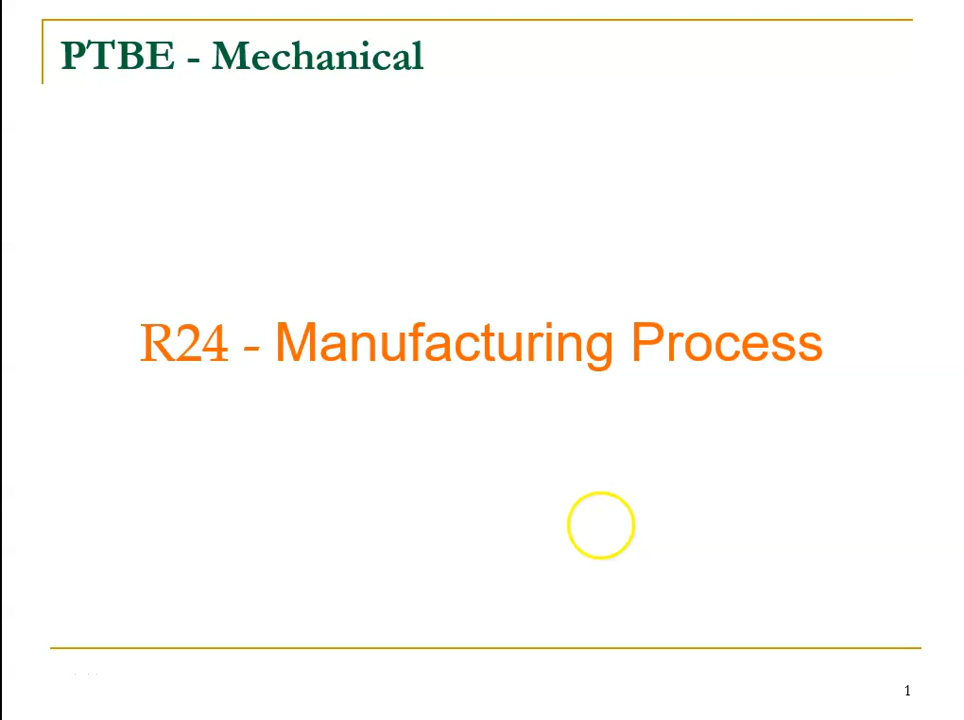 PTBE - Mechanical
R24 - Manufacturing Process
1